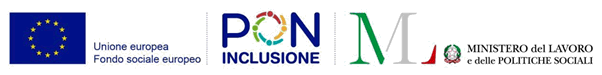 Unione europea
Fondo sociale europeo
PON
INCLUSIONE
ML
MINISTERO del LAVORO
e delle POLITICHE SOCIALI